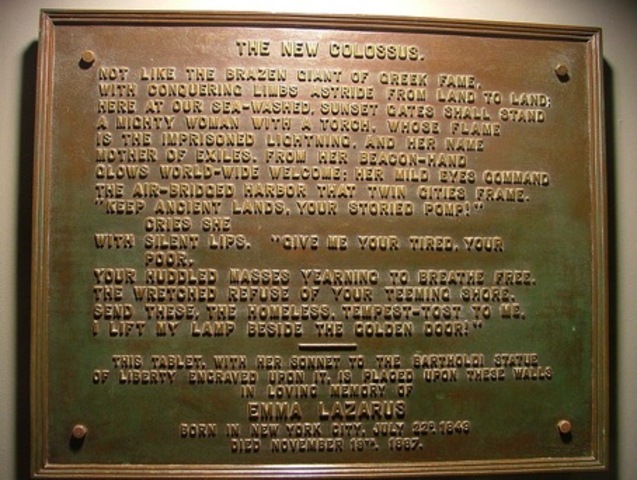 THE NEW COLOSSUS.
NOT LIKE THE BRAZEN GIANT OF GREEK FAME,
WITH CONQUERING LIMBS ASTRIDE FROM LAND TO LAND;
HERE AT OUR SEA-WASHED, SUNSET GATES SHALL STAND
A MIGHTY WOMAN WITH A TORCH, WHOSE FLAME
IS THE IMPRISONED LIGHTNING, AND HER NAME
MOTHER OF EXILES. FROM HER BEACON-HAND
GLOWS WORLD-WIDE WELCOME; HER MILD EYES COMMAND
THE AIR-BRIDGED HARBOR THAT TWIN CITIES FRAME.
"KEEP ANCIENT LANDS, YOUR STORIED POMP!"
CRIES SHE
WITH SILENT LIPS. "GIVE ME YOUR TIRED, YOUR
POOR,
YOUR HUDDLED MASSES YEARNING TO BREATHE FREE,
THE WRETCHED REFUSE OF YOUR TEEMING SHORE.
SEND THESE, THE HOMELESS, TEMPEST-TOST TO ME,
I LIFT MY LAMP BESIDE THE GOLDEN DOOR!"
THIS TABLET, WITH HER SONNET TO THE BARTHOLDI STATUE
OF LIBERTY ENGRAVED UPON IT, IS PLACED UPON THESE WALLS
IN LOVING MEMORY OF
EMMA LAZARUS
BORN IN NEW YORK CITY, JULY 22D, 1849
DIED NOVEMBER 19TH, 1887.